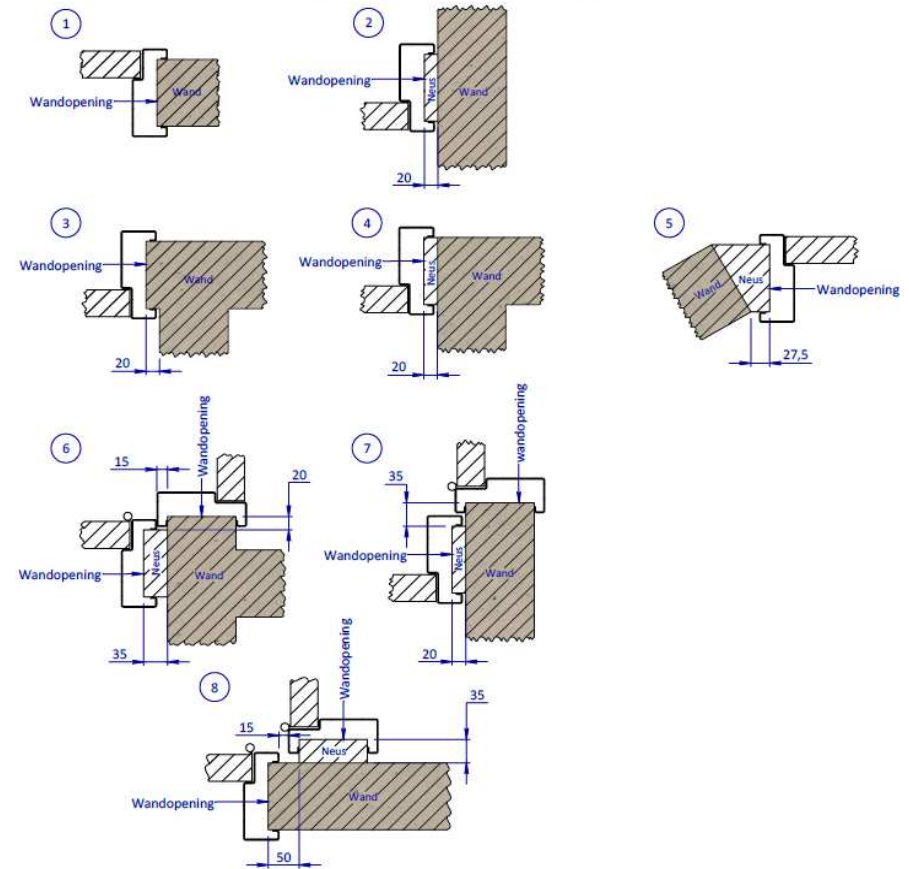 1
Wandopening
Wand
2
Wandopening
Neus
Wand
20
3
Wandopening
Wand
20
4
Wandopening
Neus
Wand
20
5
Wand
Neus
Wandopening
27,5
6
15
Wandopening
20
Neus
Wandopening
Wand
35
7
35
wandopening
Neus
Wandopening
Wand
20
8
15
Wandopening
35
Neus
Wandopening
Wand
50